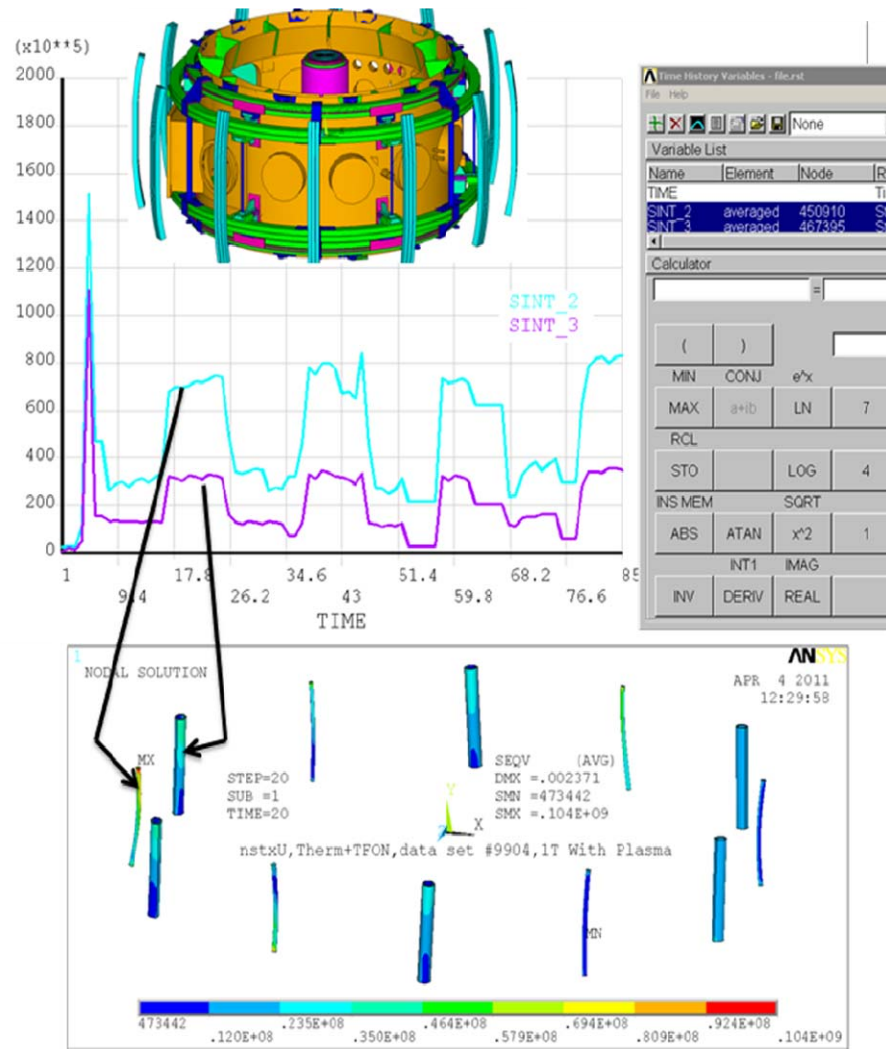 (x10**5)
2000
1800
1600
1400
1200
1000
800
600
400
200
0
SINT_2
SINT_3
1
17.8
34.6
51.4
68.2
85
9.4
26.2
43
59.8
76.6
TIME
Time History Variables - file.rst
File Help
None
Variable List
Name Element Node R
TIME Ti
SINT_2 averaged 450910 S
SINT_3 averaged 467395 S
Calculator
=
( )
MIN CONJ e^x
MAX a+ib LN 7
RCL
STO LOG 4
INS MEM SQRT
ABS ATAN x^2 1
INT1 IMAG
INV DERIV REAL
1
NODAL SOLUTION
ANSYS
APR 4 2011
12:29:58
MX
STEP=20
SUB =1
TIME=20
SEQV (AVG)
DMX =.002371
SMN =473442
SMX =.104E+09
Y
Z X
nstxU,Therm+TFON,data set #9904,1T With Plasma
MN
473442 .235E+08 .464E+08 .694E+08 .924E+08
.120E+08 .350E+08 .579E+08 .809E+08 .104E+09